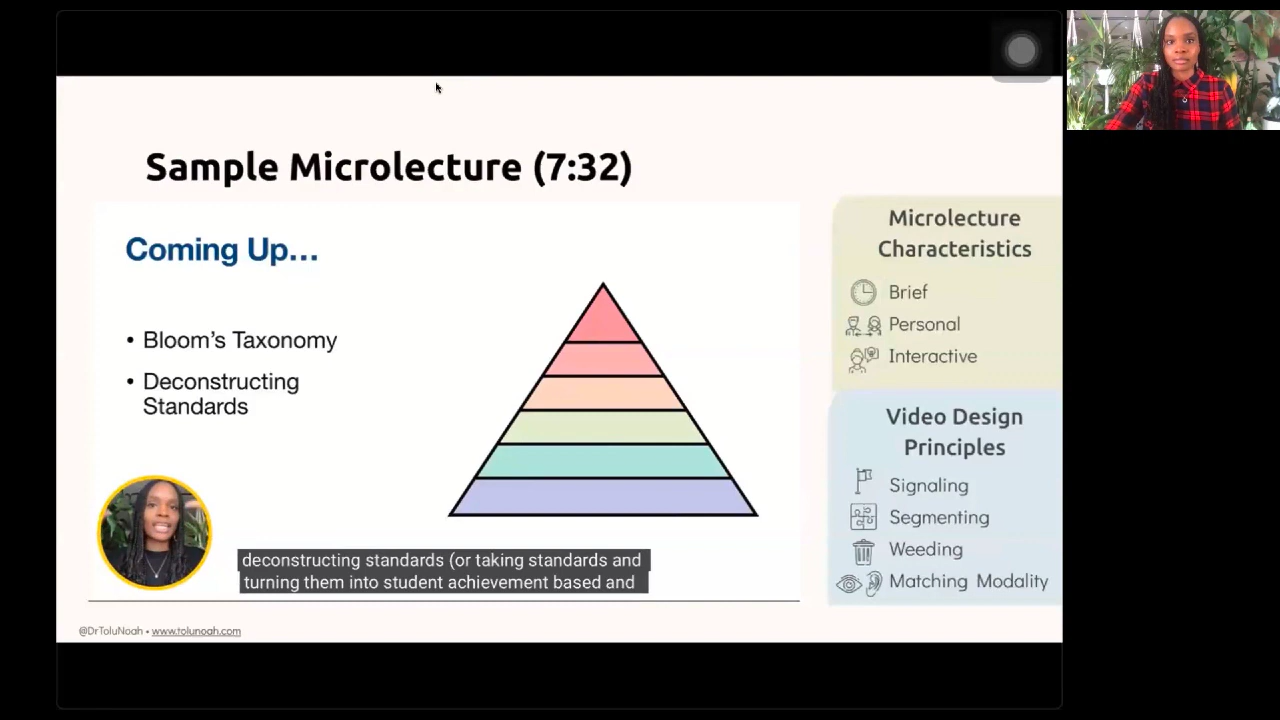 Sample Microlecture (7:32)
Coming Up...
• Bloom's Taxonomy
• Deconstructing
Standards
deconstructing standards (or taking standards and
turning them into student achievement based and
Microlecture
Characteristics
Brief
Personal
Interactive
Video Design
Principles
Signaling
Segmenting
Weeding
Matching Modality
@DrToluNoah • www.tolunoah.com